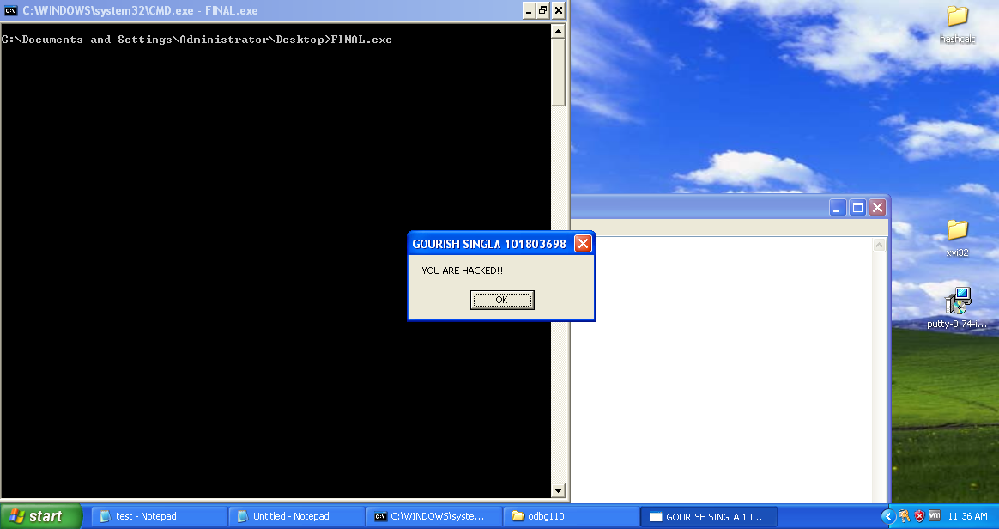 C:\WINDOWS\system32\CMD.exe - FINAL.exe
C:\Documents and Settings\Administrator\Desktop>FINAL.exe
hashcalc
GOURISH SINGLA 101803698
YOU ARE HACKED!!
OK
xvi32
putty-0.74-i...
start
test - Notepad
Untitled - Notepad
C:\WINDOWS\syste...
odbg110
GOURISH SINGLA 10...
11:36 AM